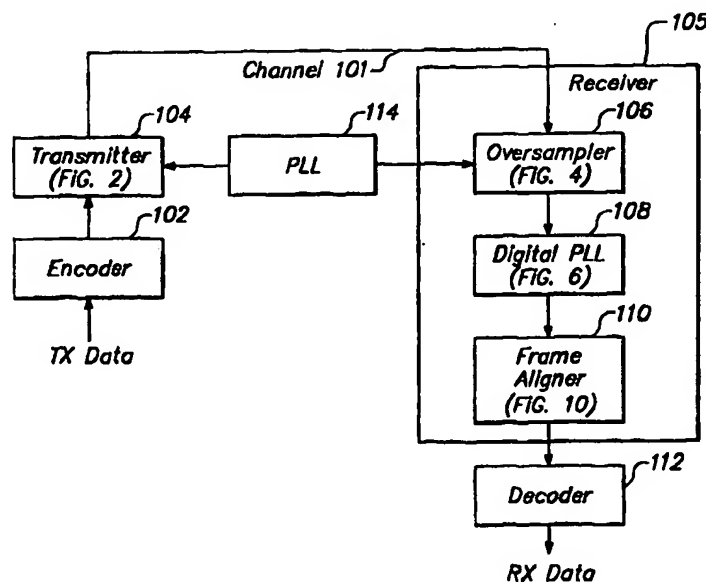 105
Channel 101
Receiver
104
114
106
Transmitter
(FIG. 2)
PLL
Oversampler
(FIG. 4)
102
108
Encoder
Digital PLL
(FIG. 6)
110
TX Data
Frame
Aligner
(FIG. 10)
112
Decoder
RX Data